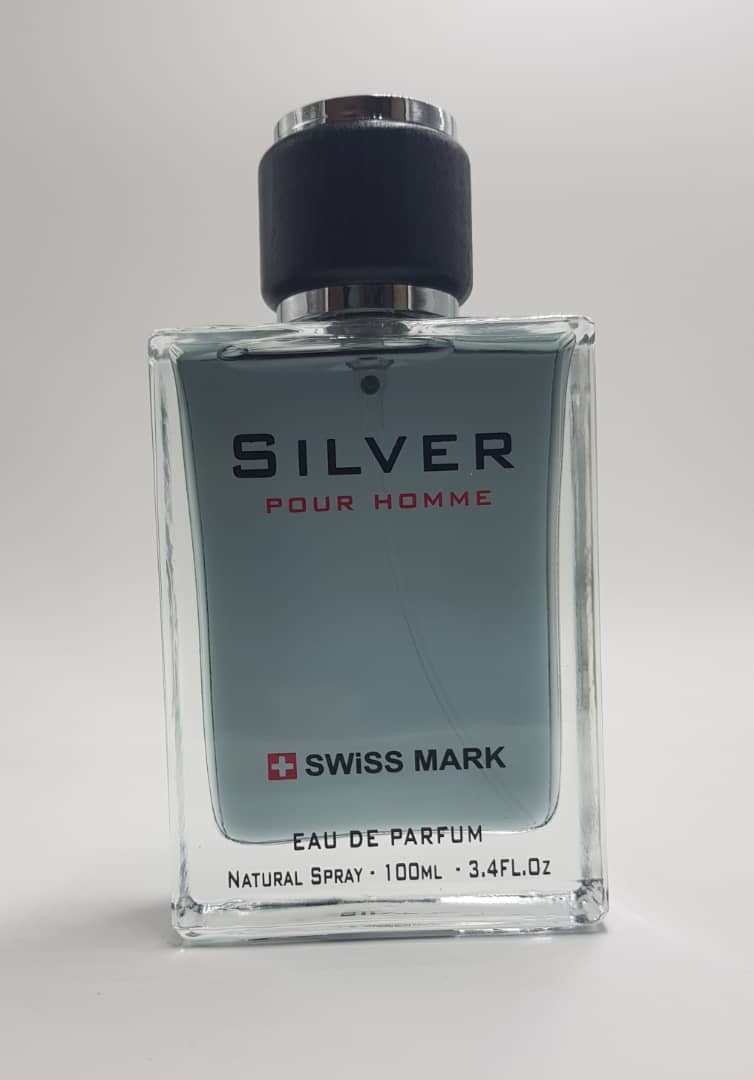 SILVER
POUR HOMME
SWiSS MARK
EAU DE PARFUM
NATURAL SPRAY · 100ML · 3.4FL.Oz